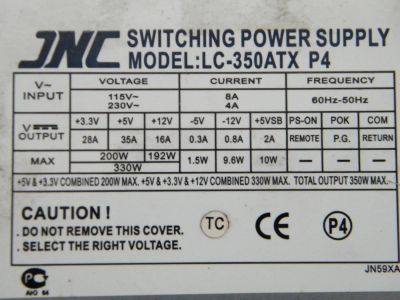 JNC SWITCHING POWER SUPPLY
MODEL:LC-350ATX P4
V~ INPUT VOLTAGE CURRENT FREQUENCY
115V~ 8A 60Hz-50Hz
230V~ 4A
V OUTPUT +3.3V +5V +12V -5V -12V +5VSB PS-ON POK COM
28A 35A 16A 0.3A 0.8A 2A REMOTE P.G. RETURN
MAX 200W 192W 1.5W 9.6W 10W — — —
330W
+5V & +3.3V COMBINED 200W MAX. +5V & +3.3V & +12V COMBINED 330W MAX. TOTAL OUTPUT 350W MAX.
CAUTION !
. DO NOT REMOVE THIS COVER.
. SELECT THE RIGHT VOLTAGE.
TC CE P4
АЮ 64
JN59XA